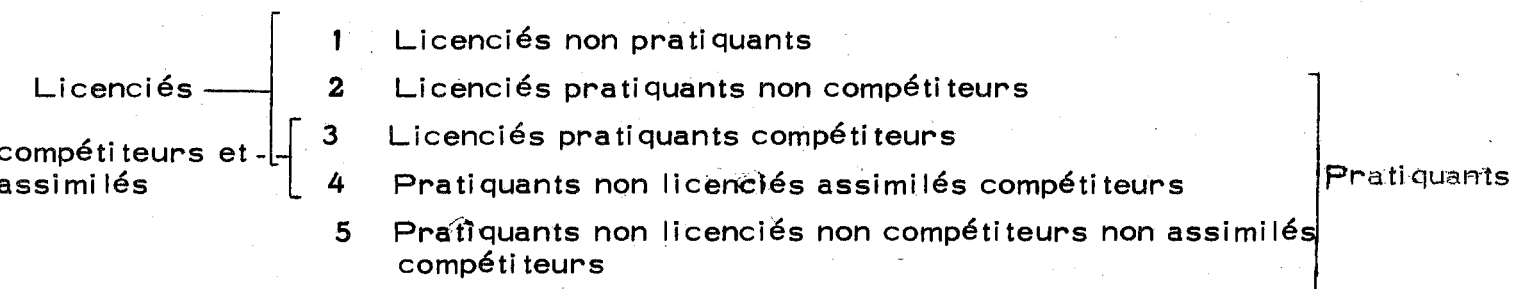 1 Licenciés non pratiquants
Licenciés
2 Licenciés pratiquants non compétiteurs
compétiteurs et
assimilés
3 Licenciés pratiquants compétiteurs
4 Pratiquants non licenciés assimilés compétiteurs
Pratiquants
5 Pratiquants non licenciés non compétiteurs non assimilés
compétiteurs